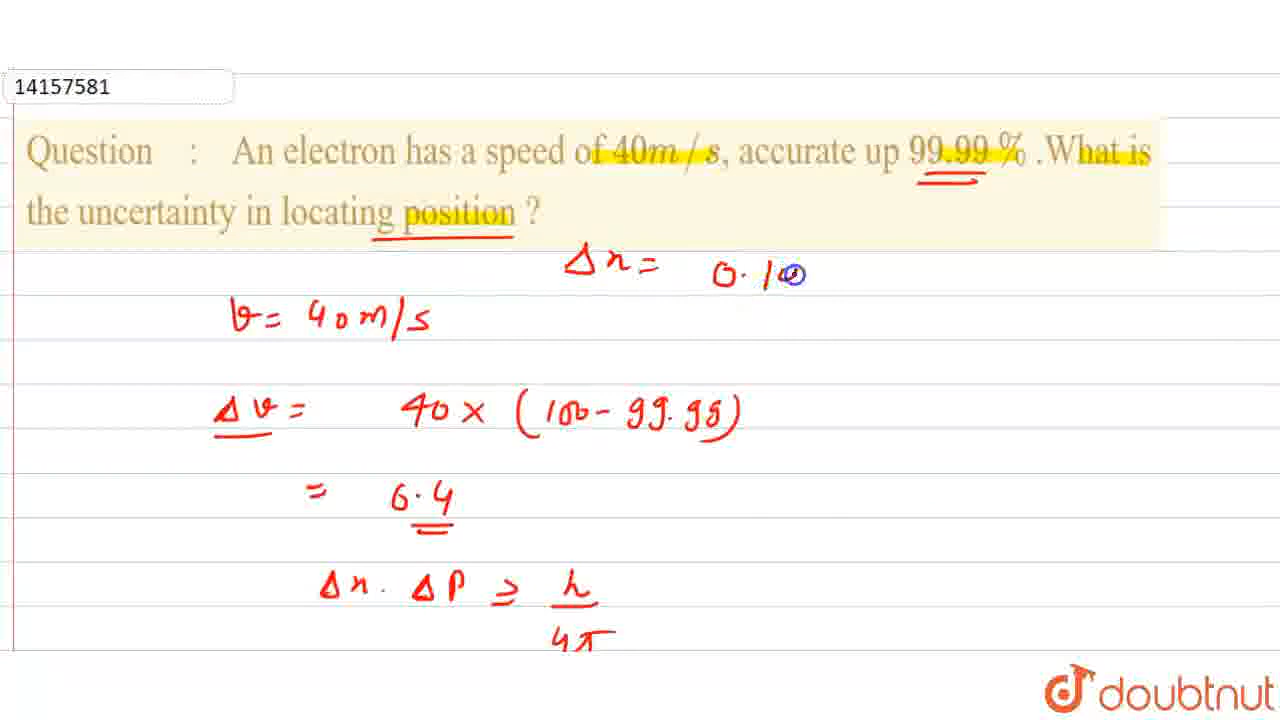 14157581
Question : An electron has a speed of 40m/s, accurate up 99.99% .What is
the uncertainty in locating position ?
Δx = 0.10
v = 40 m/s
Δv = 40 × (100 - 99.99)
= 0.4
Δx . ΔP ≥ h
4π
doubtnut